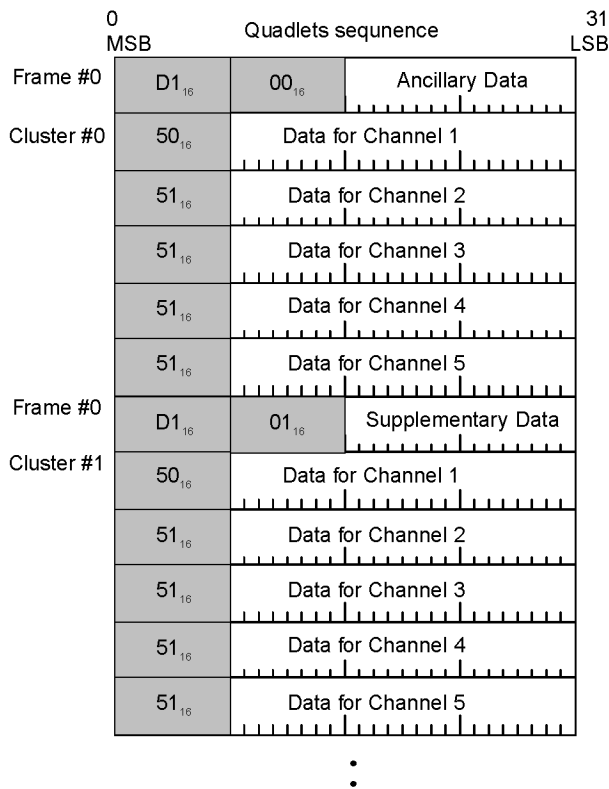 0 Quadlets sequnence 31
MSB LSB
Frame #0 D1₁₆ 00₁₆ Ancillary Data
Cluster #0 50₁₆ Data for Channel 1
51₁₆ Data for Channel 2
51₁₆ Data for Channel 3
51₁₆ Data for Channel 4
51₁₆ Data for Channel 5
Frame #0 D1₁₆ 01₁₆ Supplementary Data
Cluster #1 50₁₆ Data for Channel 1
51₁₆ Data for Channel 2
51₁₆ Data for Channel 3
51₁₆ Data for Channel 4
51₁₆ Data for Channel 5